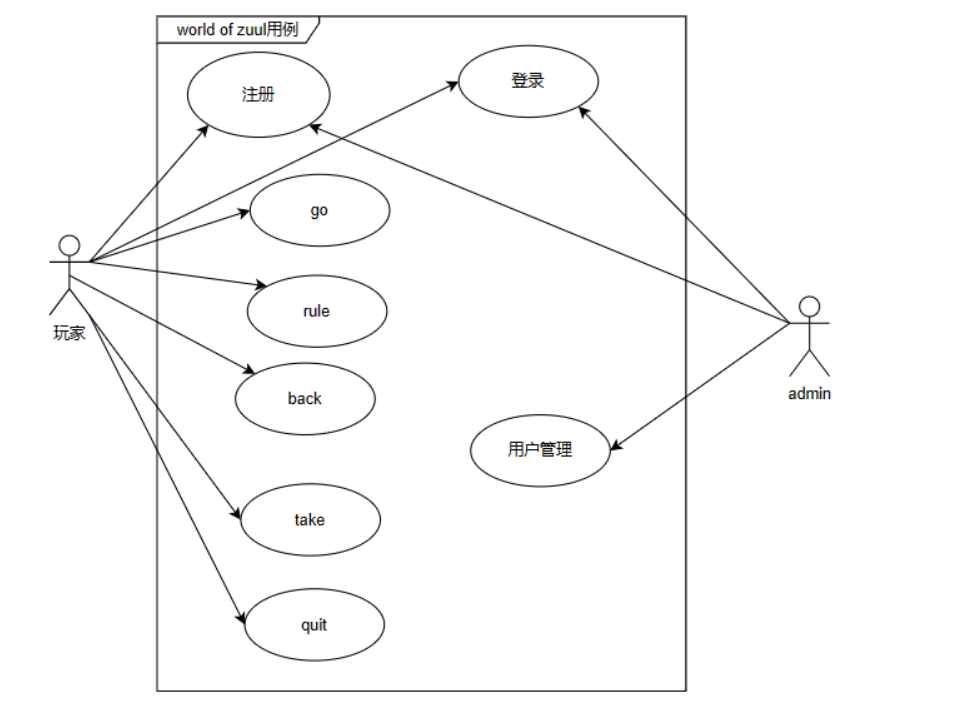 world of zuul用例
注册
登录
go
rule
玩家
back
admin
用户管理
take
quit